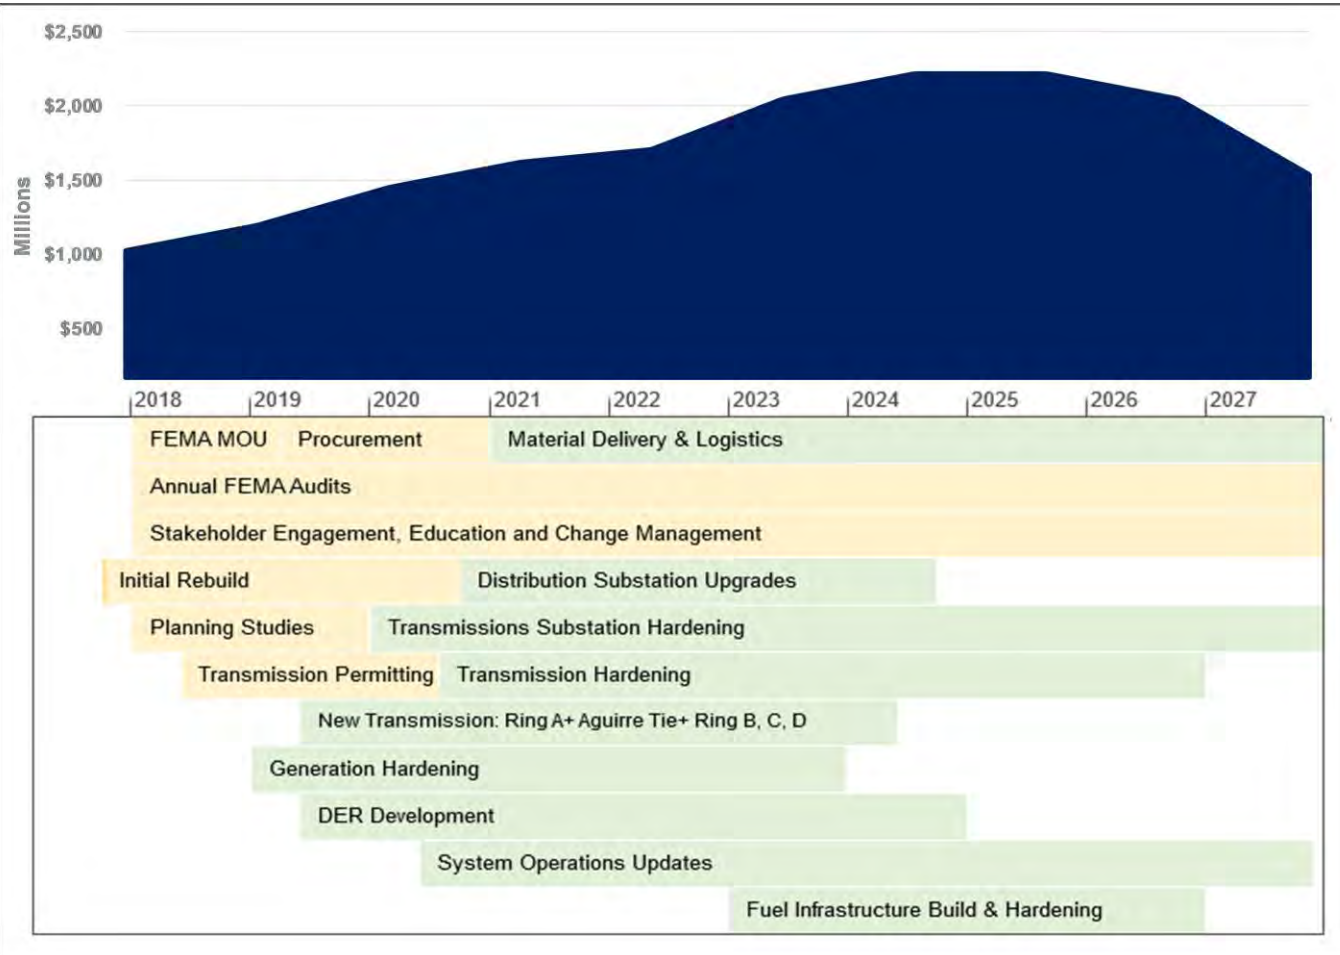 $2,500
$2,000
$1,500
$1,000
$500
Millions
2018 2019 2020 2021 2022 2023 2024 2025 2026 2027
FEMA MOU Procurement Material Delivery & Logistics
Annual FEMA Audits
Stakeholder Engagement, Education and Change Management
Initial Rebuild Distribution Substation Upgrades
Planning Studies Transmissions Substation Hardening
Transmission Permitting Transmission Hardening
New Transmission: Ring A+ Aguirre Tie+ Ring B, C, D
Generation Hardening
DER Development
System Operations Updates
Fuel Infrastructure Build & Hardening